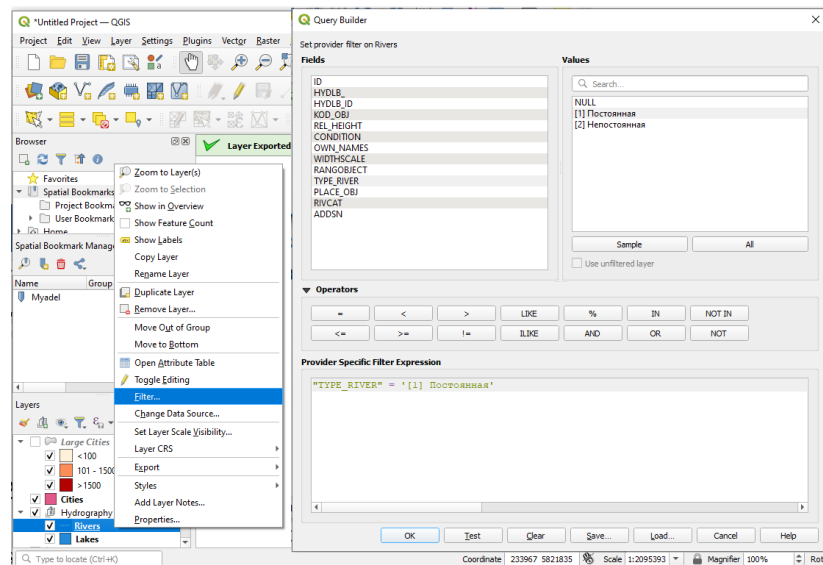 *Untitled Project — QGIS
Project Edit View Layer Settings Plugins Vector Raster
Browser
Layer Exported
Favorites
Spatial Bookmarks
Project Bookma
User Bookmark
Home
Spatial Bookmark Manag
Name Group
Myadel
Layers
Large Cities
<100
101 - 1500
>1500
Cities
Hydrography
Rivers
Lakes
Zoom to Layer(s)
Zoom to Selection
Show in Overview
Show Feature Count
Show Labels
Copy Layer
Rename Layer
Duplicate Layer
Remove Layer...
Move Out of Group
Move to Bottom
Open Attribute Table
Toggle Editing
Filter...
Change Data Source...
Set Layer Scale Visibility...
Layer CRS
Export
Styles
Add Layer Notes...
Properties...
Query Builder
Set provider filter on Rivers
Fields
ID
HYDLB_
HYDLB_ID
KOD_OBJ
REL_HEIGHT
CONDITION
OWN_NAMES
WIDTHSCALE
RANGOBJECT
TYPE_RIVER
PLACE_OBJ
RIVCAT
ADDSN
Values
Search...
NULL
[1] Постоянная
[2] Непостоянная
Sample All
Use unfiltered layer
Operators
= < > LIKE % IN NOT IN
<= >= != ILIKE AND OR NOT
Provider Specific Filter Expression
"TYPE_RIVER" = '[1] Постоянная'
OK Test Clear Save... Load... Cancel Help
Type to locate (Ctrl+K) Coordinate 233967 5821835 Scale 1:2095393 Magnifier 100% Rot